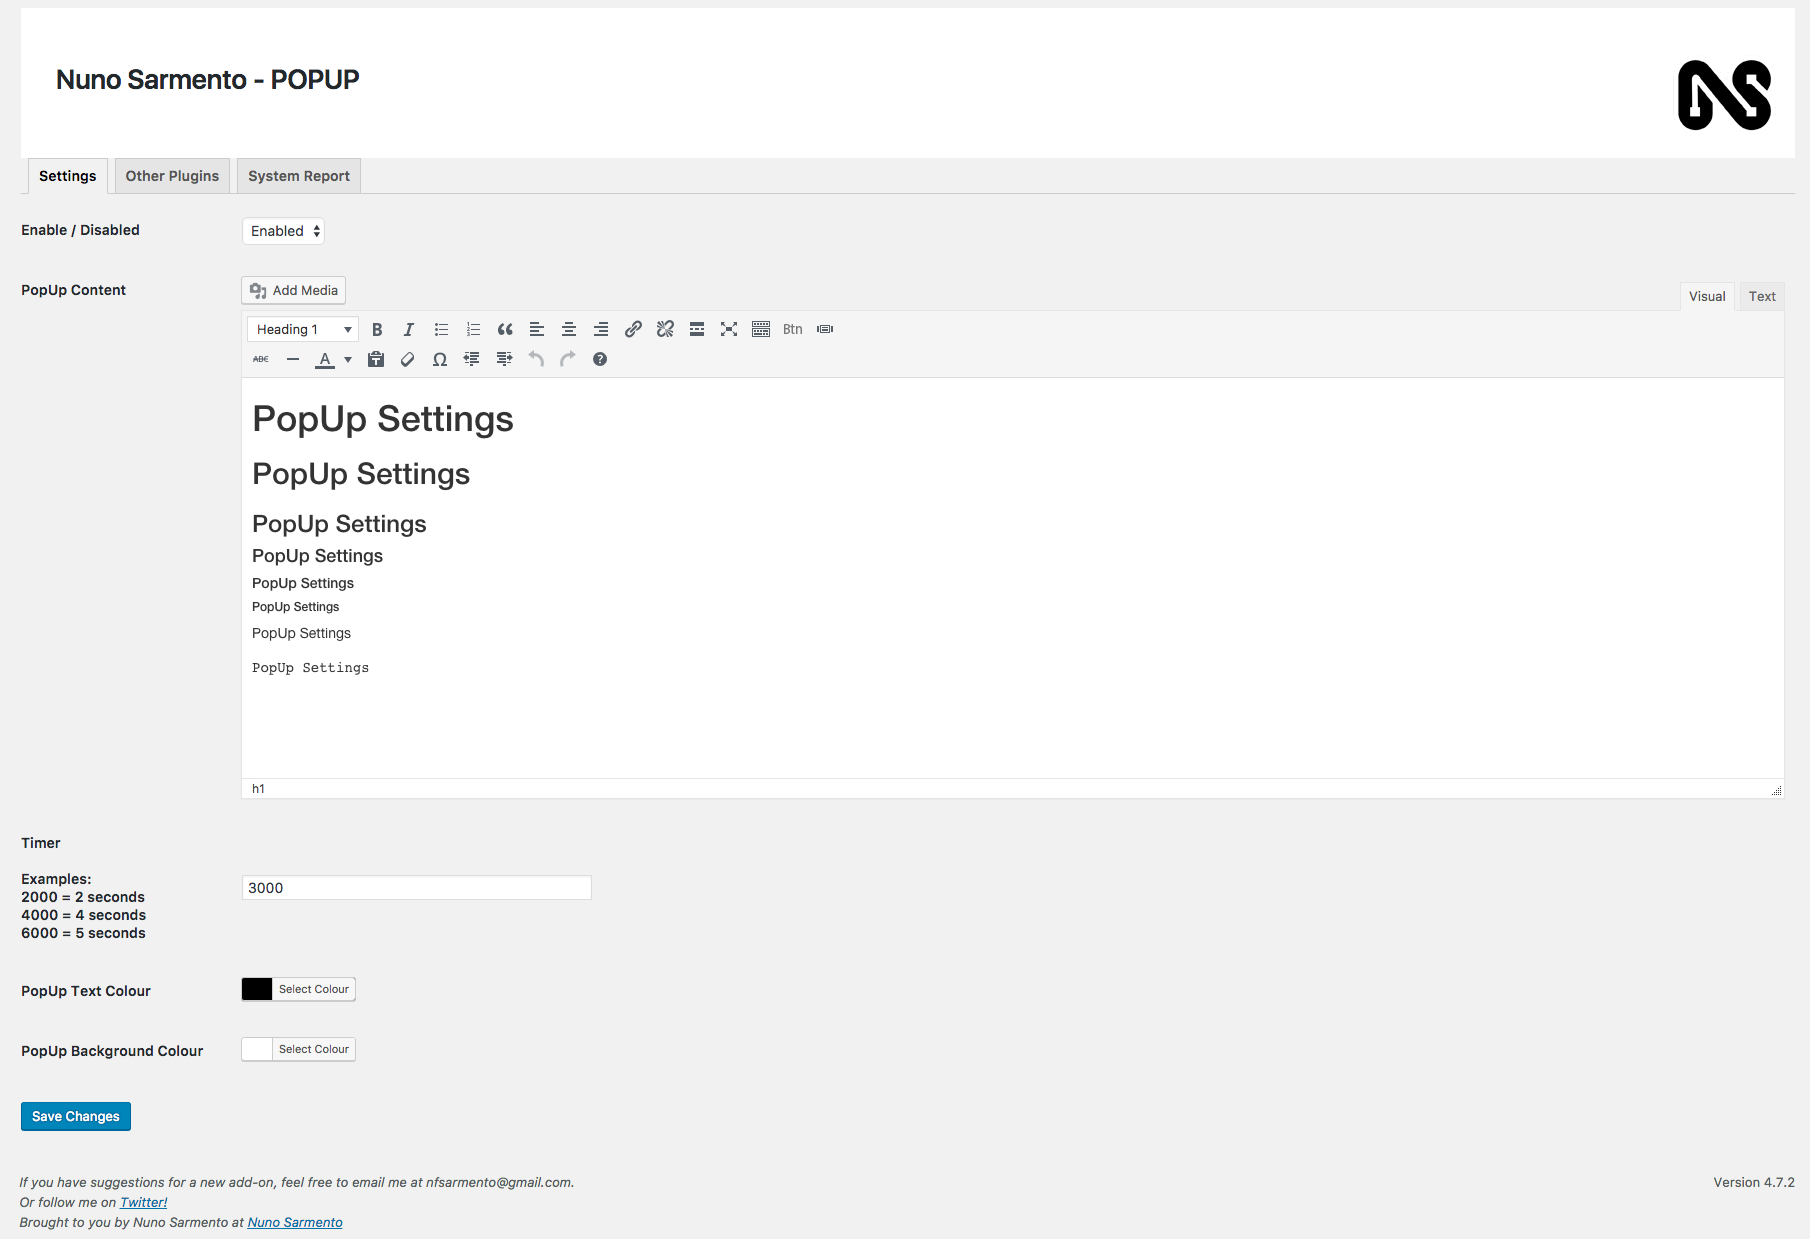 Nuno Sarmento - POPUP
NS
Settings
Other Plugins
System Report
Enable / Disabled
Enabled
PopUp Content
Add Media
Visual
Text
Heading 1
B
I
Btn
ABC
A
Ω
PopUp Settings
PopUp Settings
PopUp Settings
PopUp Settings
PopUp Settings
PopUp Settings
PopUp Settings
PopUp Settings
h1
Timer
Examples:
2000 = 2 seconds
4000 = 4 seconds
6000 = 5 seconds
3000
PopUp Text Colour
Select Colour
PopUp Background Colour
Select Colour
Save Changes
If you have suggestions for a new add-on, feel free to email me at nfsarmento@gmail.com.
Version 4.7.2
Or follow me on Twitter!
Brought to you by Nuno Sarmento at Nuno Sarmento